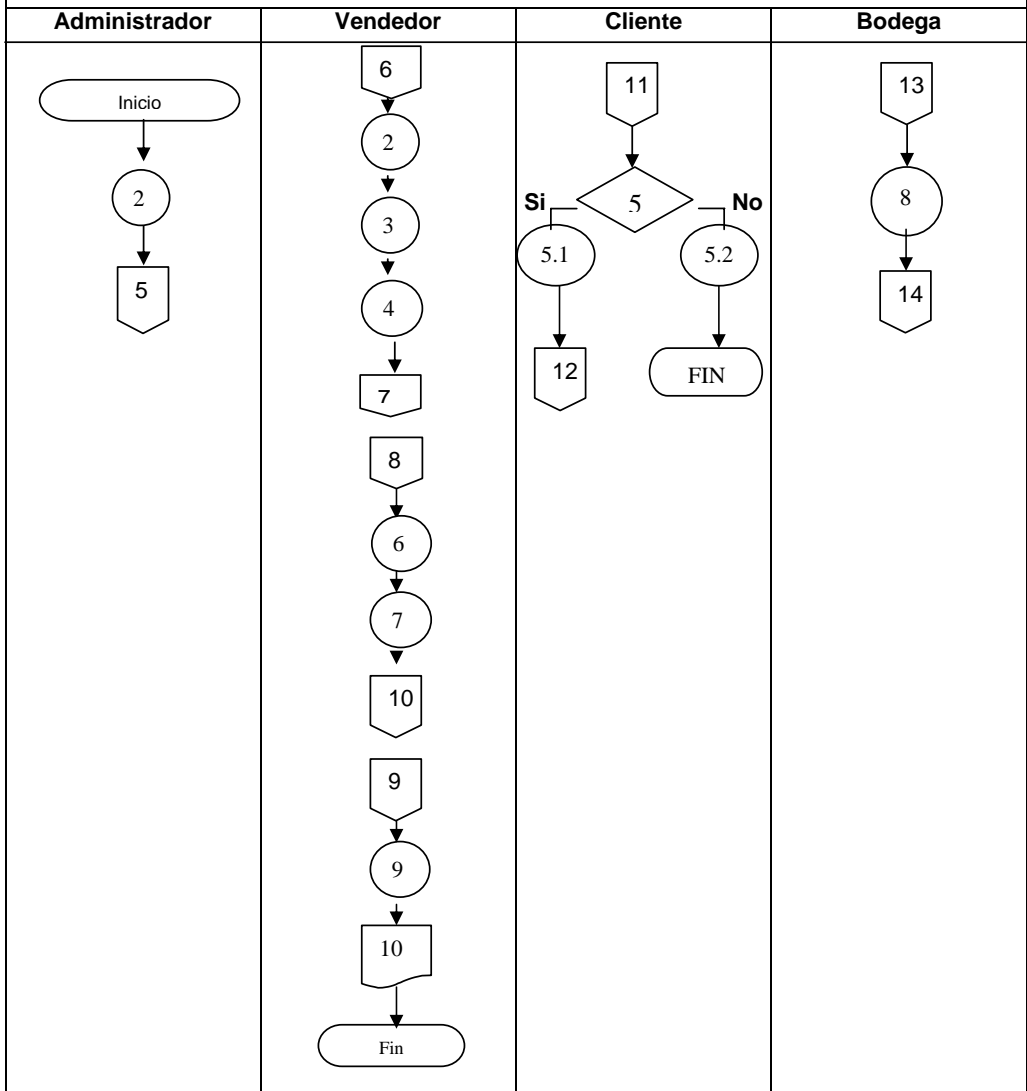 Administrador
Vendedor
Cliente
Bodega
Inicio
2
5
6
2
3
4
7
8
6
7
10
9
9
10
Fin
11
5
Si
No
5.1
5.2
12
FIN
13
8
14